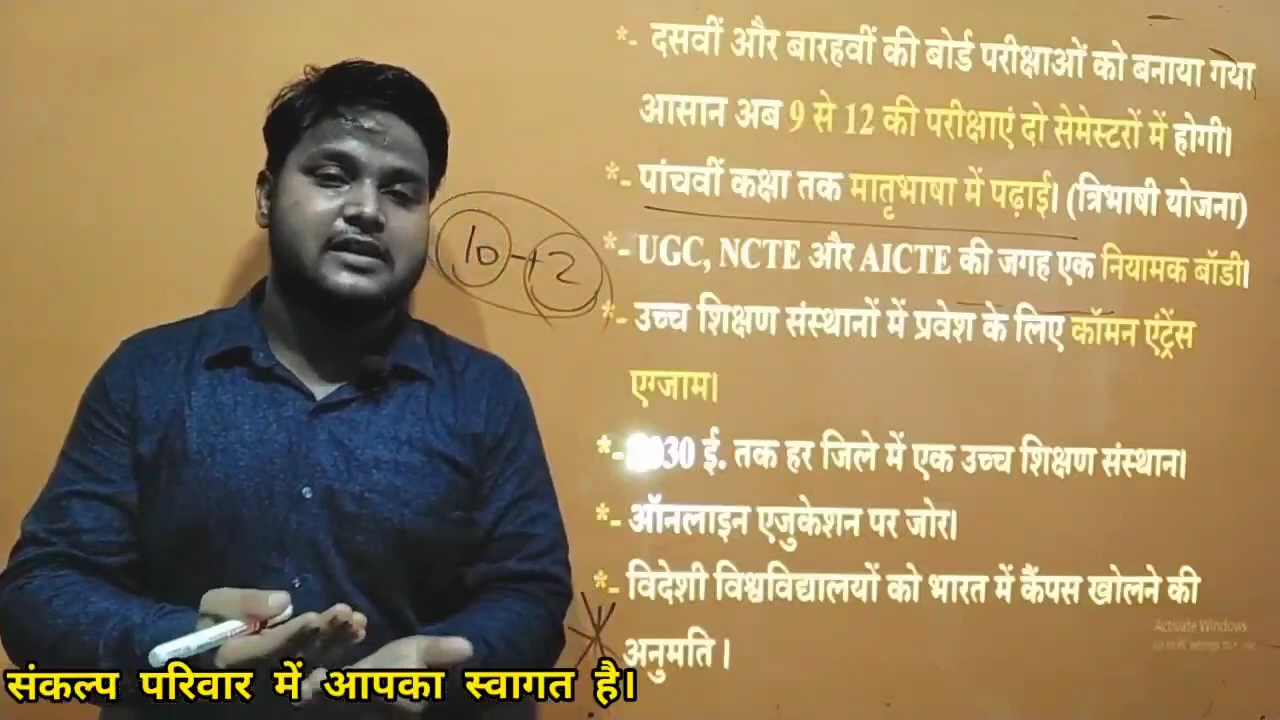 *- दसवीं और बारहवीं की बोर्ड परीक्षाओं को बनाया गया
आसान अब 9 से 12 की परीक्षाएं दो सेमेस्टरों में होगी।
*- पांचवीं कक्षा तक मातृभाषा में पढ़ाई। (त्रिभाषी योजना)
10+2
*- UGC, NCTE और AICTE की जगह एक नियामक बॉडी।
*- उच्च शिक्षण संस्थानों में प्रवेश के लिए कॉमन एंट्रेंस
एग्जाम।
*- 2030 ई. तक हर जिले में एक उच्च शिक्षण संस्थान।
*- ऑनलाइन एजुकेशन पर जोर।
*- विदेशी विश्वविद्यालयों को भारत में कैंपस खोलने की
अनुमति।
Activate Windows
संकल्प परिवार में आपका स्वागत है।